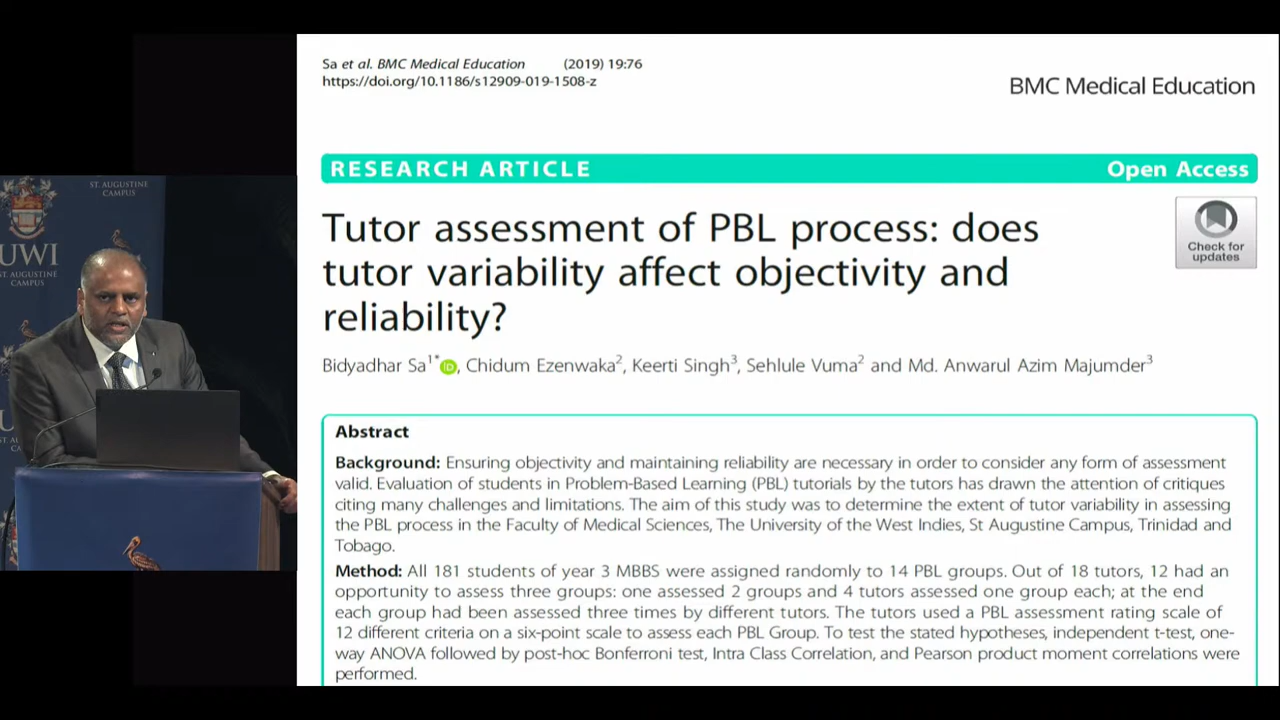 Sa et al. BMC Medical Education (2019) 19:76
https://doi.org/10.1186/s12909-019-1508-z
BMC Medical Education
RESEARCH ARTICLE
Open Access
Tutor assessment of PBL process: does
tutor variability affect objectivity and
reliability?
Check for
updates
Bidyadhar Sa1* iD, Chidum Ezenwaka2, Keerti Singh3, Sehlule Vuma2 and Md. Anwarul Azim Majumder3
Abstract
Background: Ensuring objectivity and maintaining reliability are necessary in order to consider any form of assessment
valid. Evaluation of students in Problem-Based Learning (PBL) tutorials by the tutors has drawn the attention of critiques
citing many challenges and limitations. The aim of this study was to determine the extent of tutor variability in assessing
the PBL process in the Faculty of Medical Sciences, The University of the West Indies, St Augustine Campus, Trinidad and
Tobago.
Method: All 181 students of year 3 MBBS were assigned randomly to 14 PBL groups. Out of 18 tutors, 12 had an
opportunity to assess three groups: one assessed 2 groups and 4 tutors assessed one group each; at the end
each group had been assessed three times by different tutors. The tutors used a PBL assessment rating scale of
12 different criteria on a six-point scale to assess each PBL Group. To test the stated hypotheses, independent t-test, one-
way ANOVA followed by post-hoc Bonferroni test, Intra Class Correlation, and Pearson product moment correlations were
performed.
ST. AUGUSTINE
CAMPUS
UWI
ST. AUGUSTINE
CAMPUS